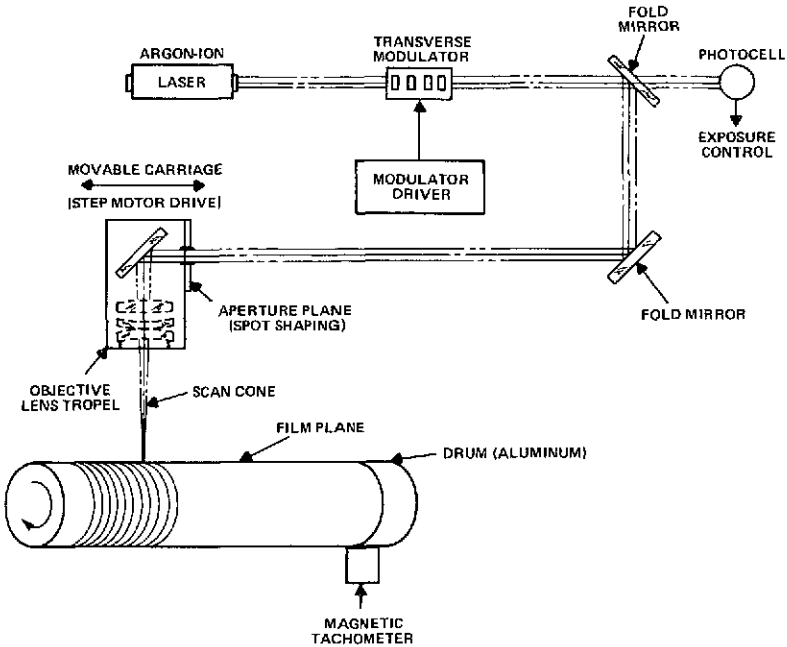 FOLD
MIRROR
ARGON-ION
LASER
TRANSVERSE
MODULATOR
PHOTOCELL
EXPOSURE
CONTROL
MODULATOR
DRIVER
MOVABLE CARRIAGE
(STEP MOTOR DRIVE)
APERTURE PLANE
(SPOT SHAPING)
FOLD MIRROR
OBJECTIVE
LENS TROPEL
SCAN CONE
FILM PLANE
DRUM (ALUMINUM)
MAGNETIC
TACHOMETER